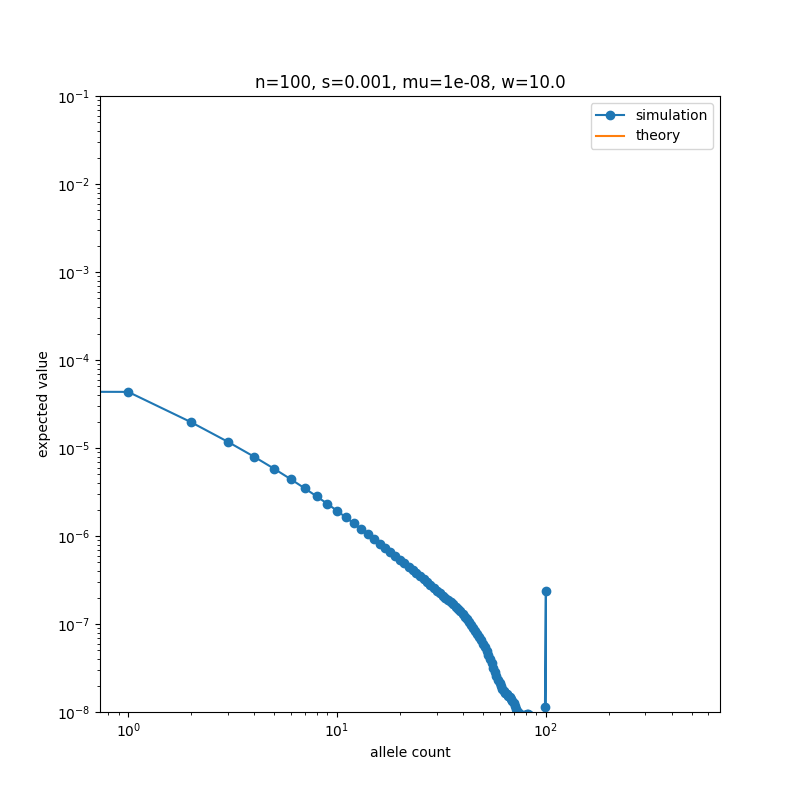 n=100, s=0.001, mu=1e-08, w=10.0
simulation
theory
10⁻¹
10⁻²
10⁻³
10⁻⁴
10⁻⁵
10⁻⁶
10⁻⁷
10⁻⁸
expected value
10⁰ 10¹ 10²
allele count